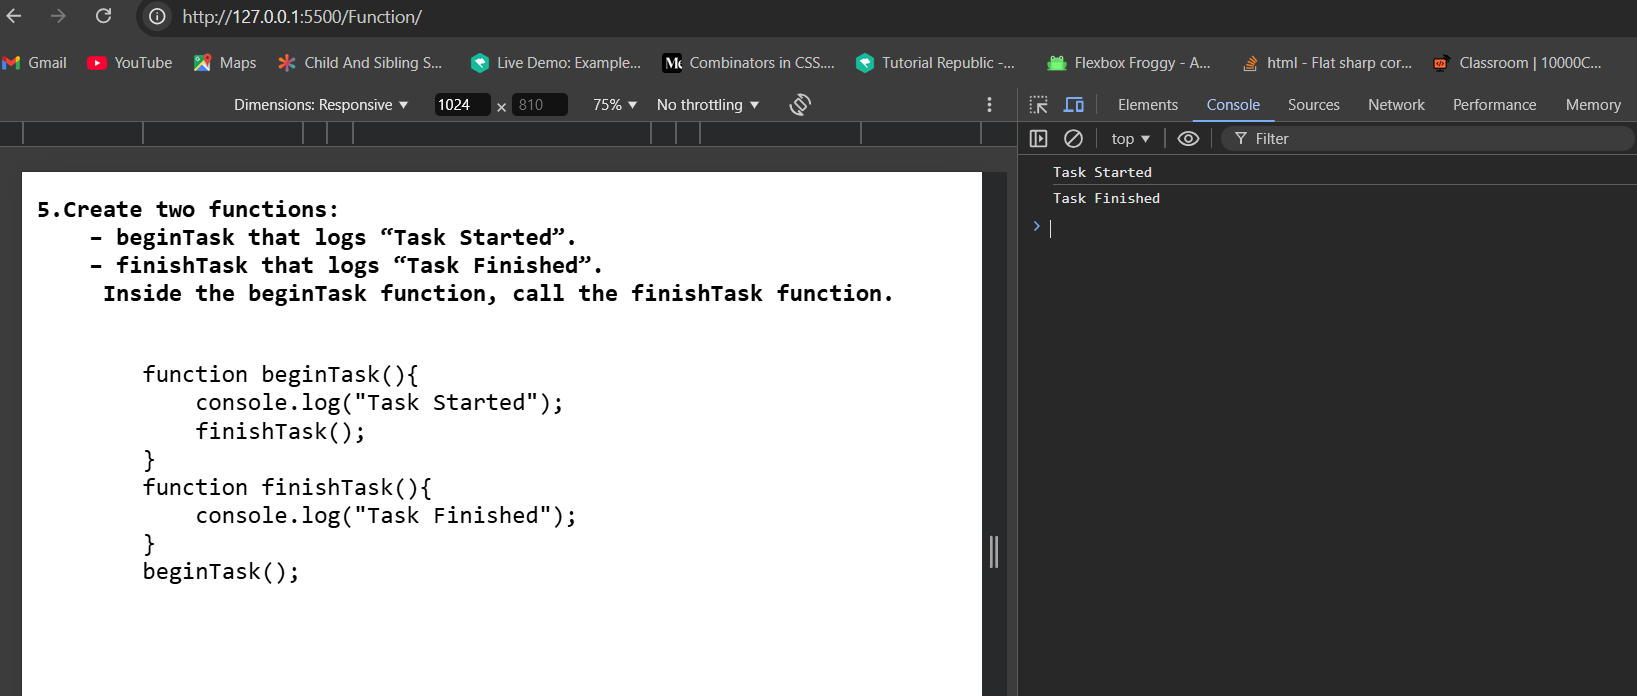 http://127.0.0.1:5500/Function/
Gmail YouTube Maps Child And Sibling S... Live Demo: Example... Combinators in CSS.... Tutorial Republic -... Flexbox Froggy - A... html - Flat sharp cor... Classroom | 10000C...
Dimensions: Responsive 1024 × 810 75% No throttling
Elements Console Sources Network Performance Memory
top Filter
5.Create two functions:
– beginTask that logs “Task Started”.
– finishTask that logs “Task Finished”.
Inside the beginTask function, call the finishTask function.
function beginTask(){
console.log("Task Started");
finishTask();
}
function finishTask(){
console.log("Task Finished");
}
beginTask();
Task Started
Task Finished